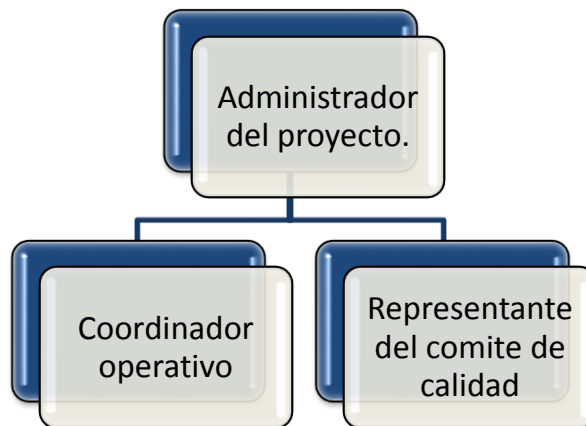 Administrador
del proyecto.
Coordinador
operativo
Representante
del comite de
calidad